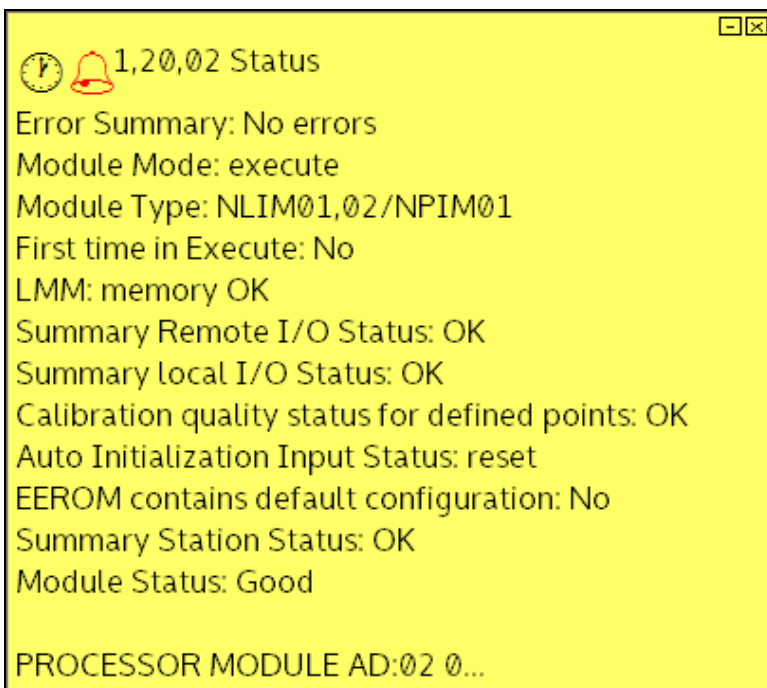 1,20,02 Status
Error Summary: No errors
Module Mode: execute
Module Type: NLIM01,02/NPIM01
First time in Execute: No
LMM: memory OK
Summary Remote I/O Status: OK
Summary local I/O Status: OK
Calibration quality status for defined points: OK
Auto Initialization Input Status: reset
EEROM contains default configuration: No
Summary Station Status: OK
Module Status: Good
PROCESSOR MODULE AD:02 0...